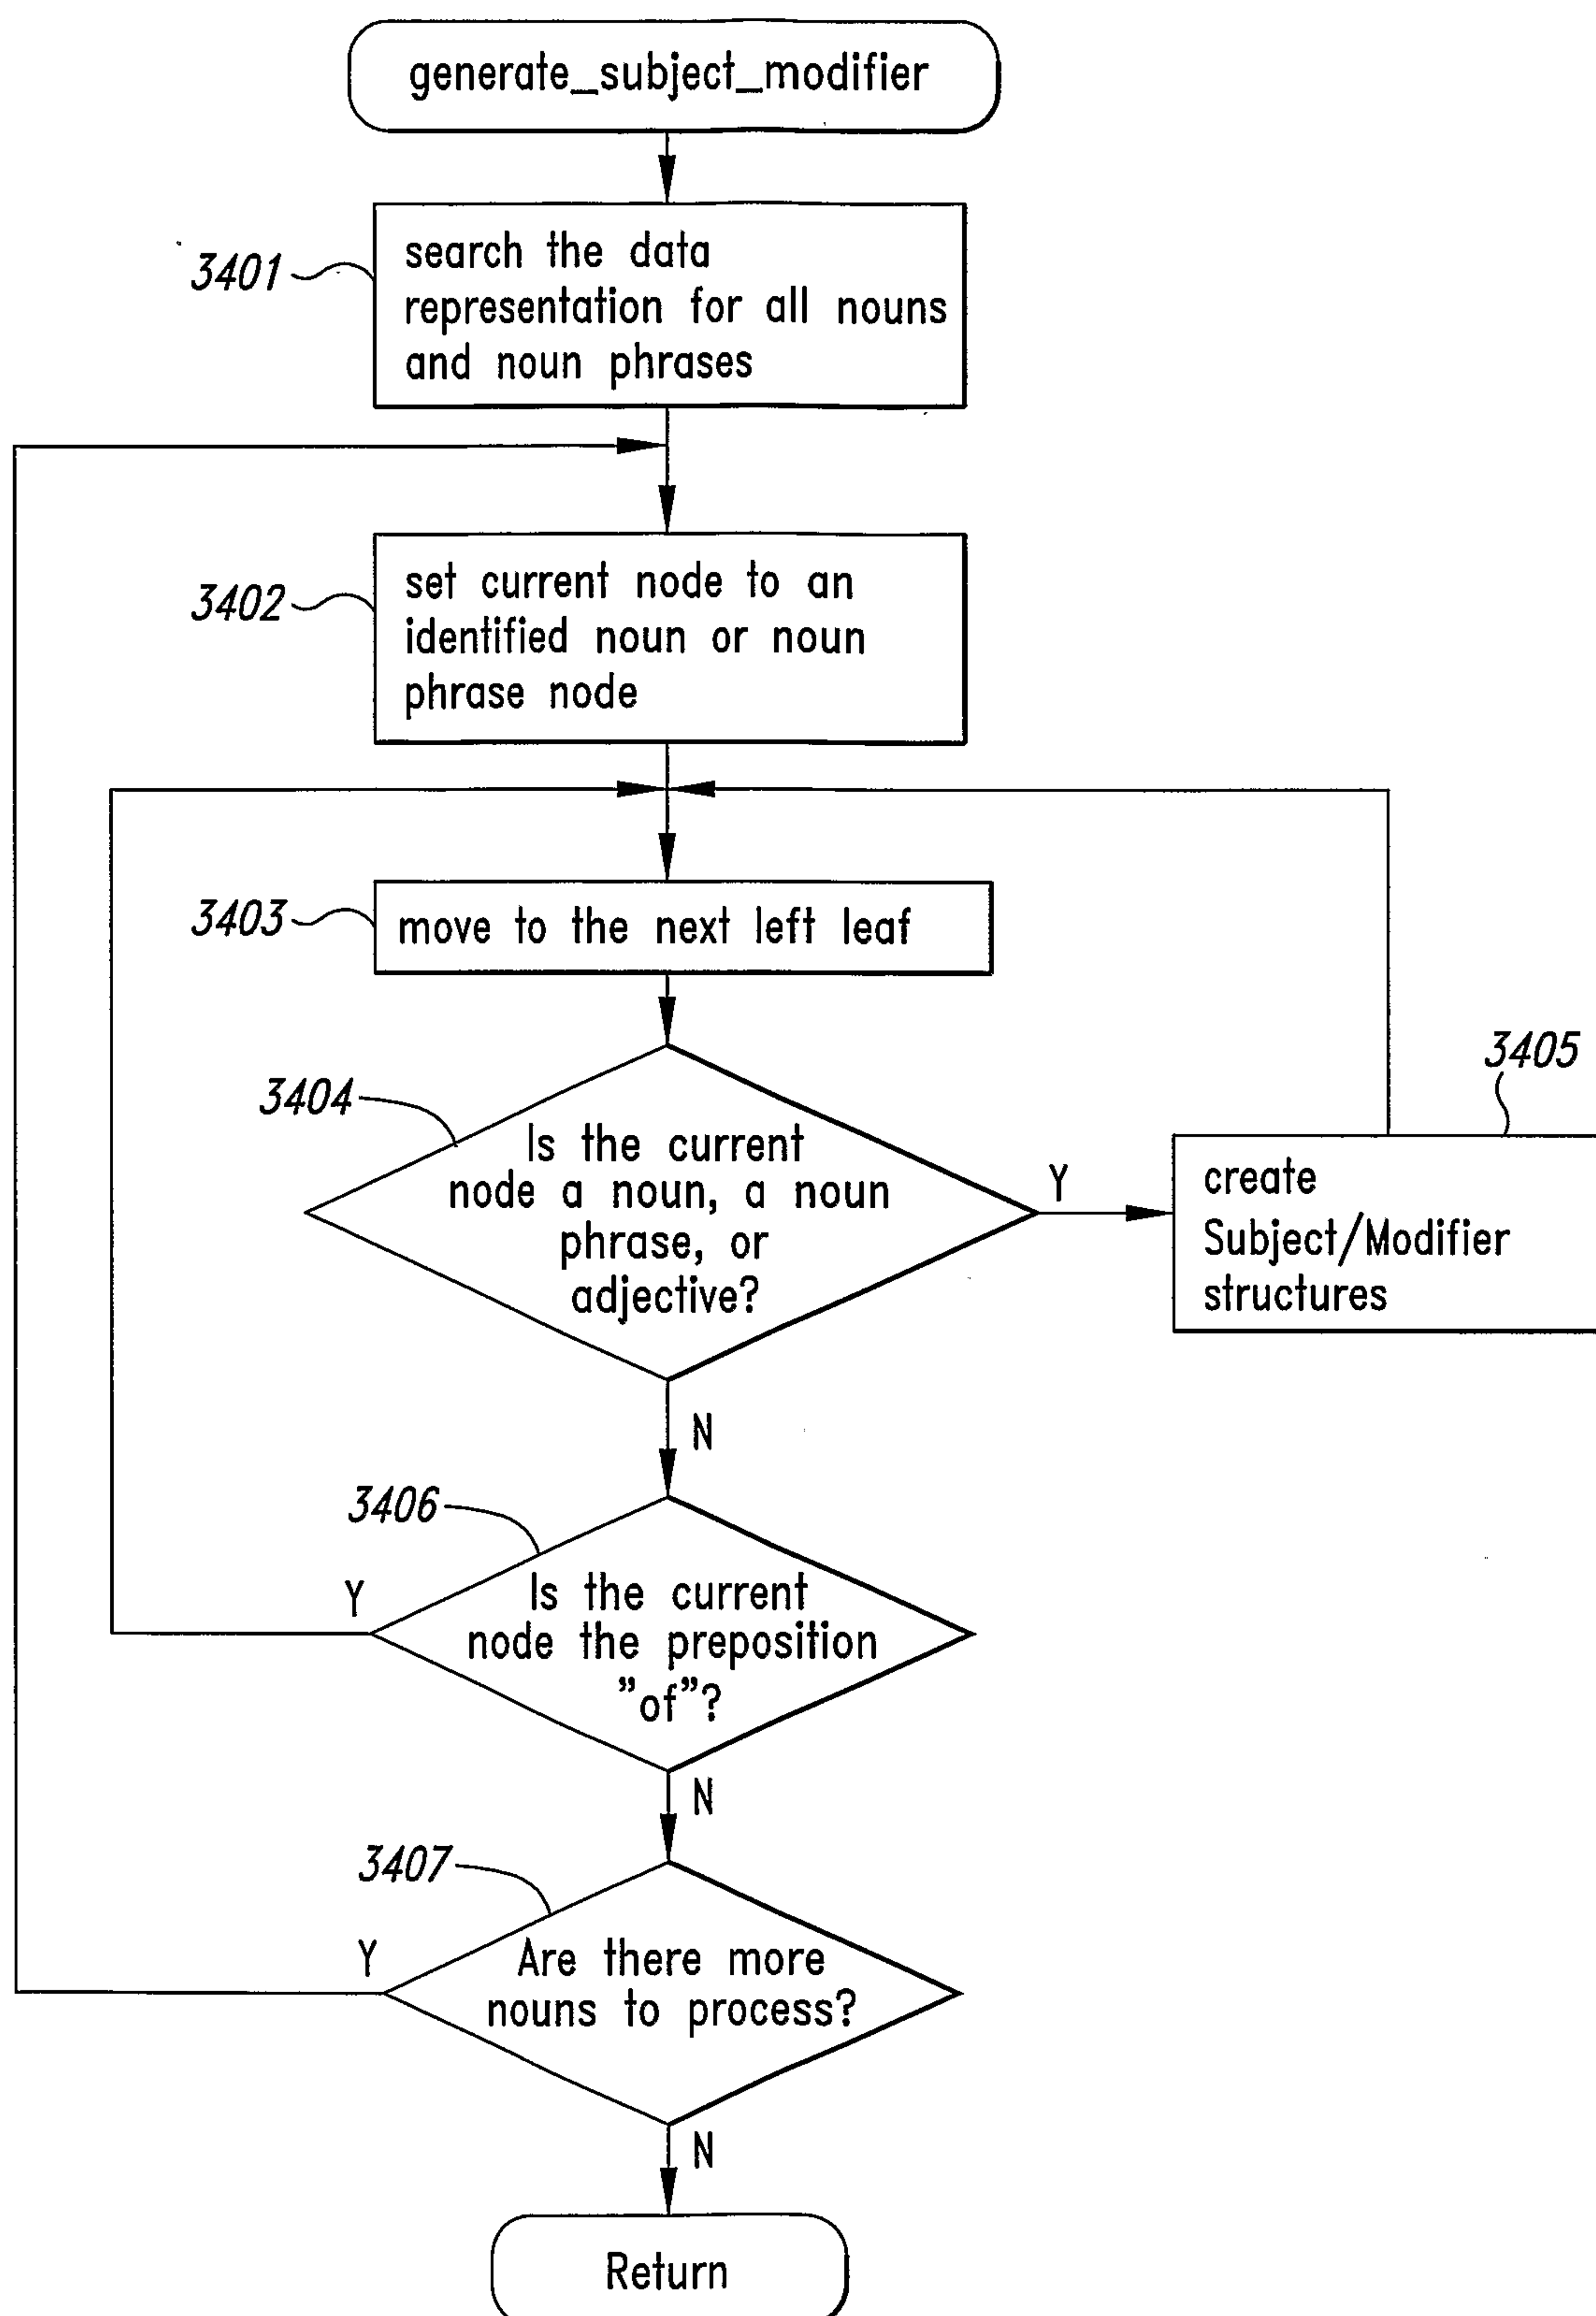 generate_subject_modifier
3401
search the data
representation for all nouns
and noun phrases
3402
set current node to an
identified noun or noun
phrase node
3403
move to the next left leaf
3404
Is the current
node a noun, a noun
phrase, or
adjective?
Y
3405
create
Subject/Modifier
structures
N
3406
Is the current
node the preposition
”of”?
Y
N
3407
Are there more
nouns to process?
Y
N
Return